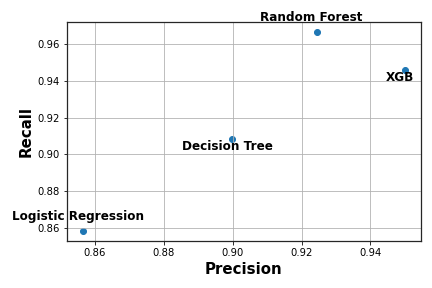 Random Forest
0.96
XGB
0.94
Recall
0.92
Decision Tree
0.90
0.88
Logistic Regression
0.86
0.86 0.88 0.90 0.92 0.94
Precision